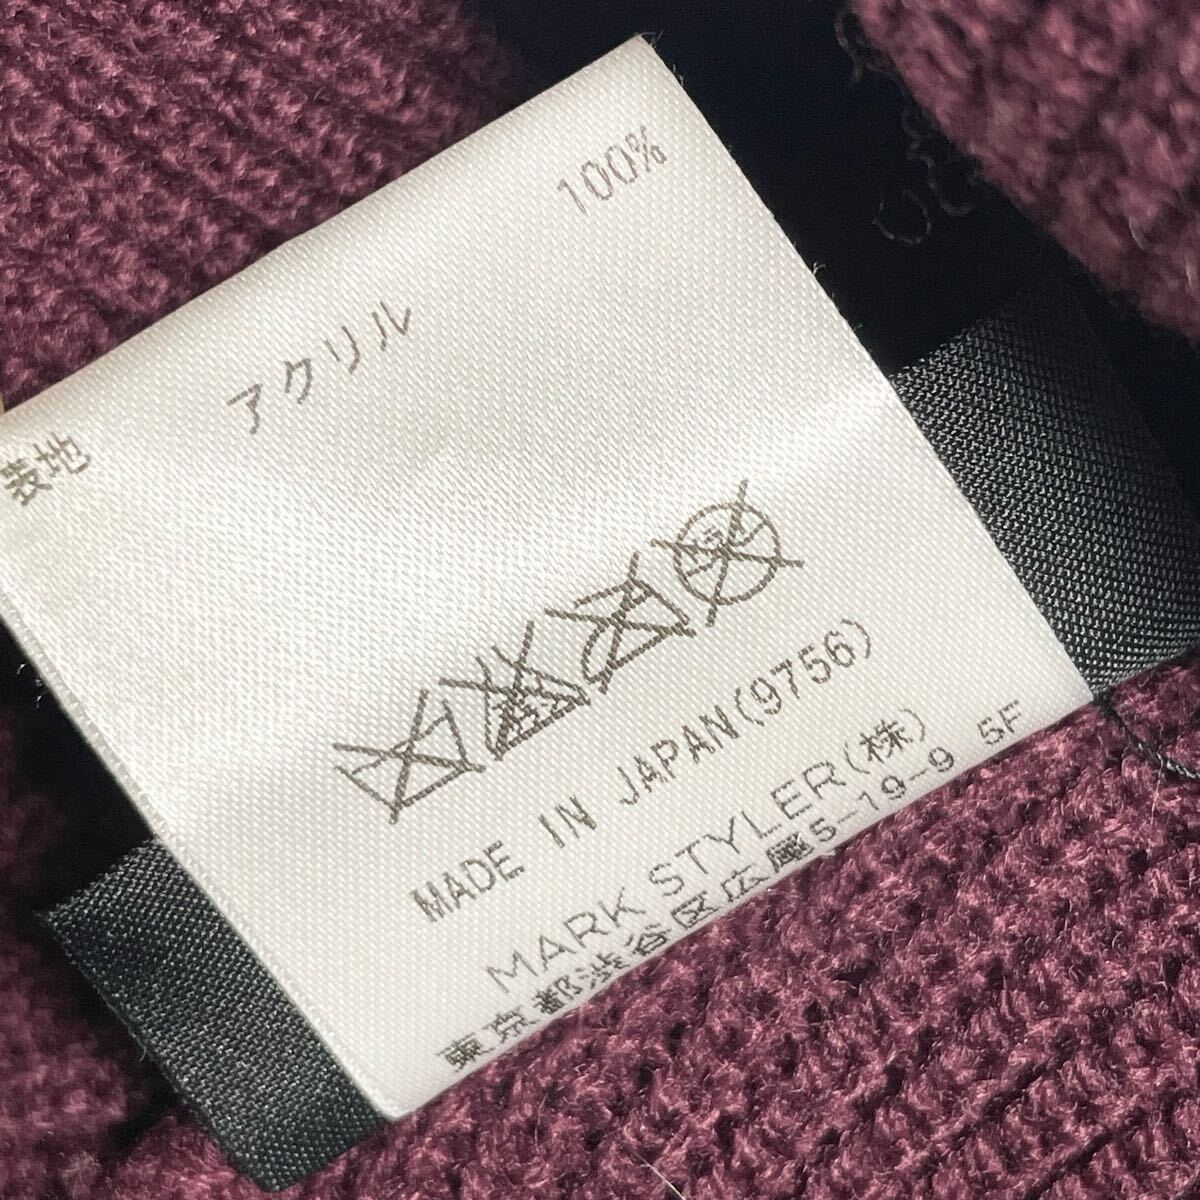 表地 アクリル 100%
MADE IN JAPAN(9756)
MARK STYLER(株)
東京都渋谷区広尾5-19-9 5F